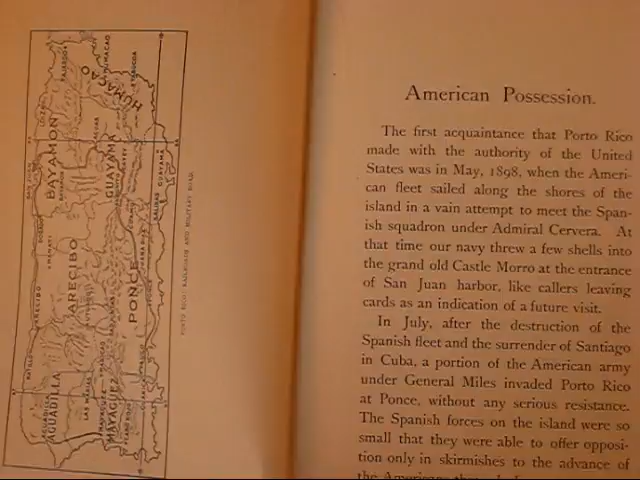 BAYAMON
HUMACAO
GUAYAMA
ARECIBO
PONCE
AGUADILLA
MAYAGUEZ
PORTO RICO: RAILROADS AND MILITARY ROAD.
American Possession.
The first acquaintance that Porto Rico
made with the authority of the United
States was in May, 1898, when the Ameri-
can fleet sailed along the shores of the
island in a vain attempt to meet the Span-
ish squadron under Admiral Cervera. At
that time our navy threw a few shells into
the grand old Castle Morro at the entrance
of San Juan harbor, like callers leaving
cards as an indication of a future visit.
In July, after the destruction of the
Spanish fleet and the surrender of Santiago
in Cuba, a portion of the American army
under General Miles invaded Porto Rico
at Ponce, without any serious resistance.
The Spanish forces on the island were so
small that they were able to offer opposi-
tion only in skirmishes to the advance of